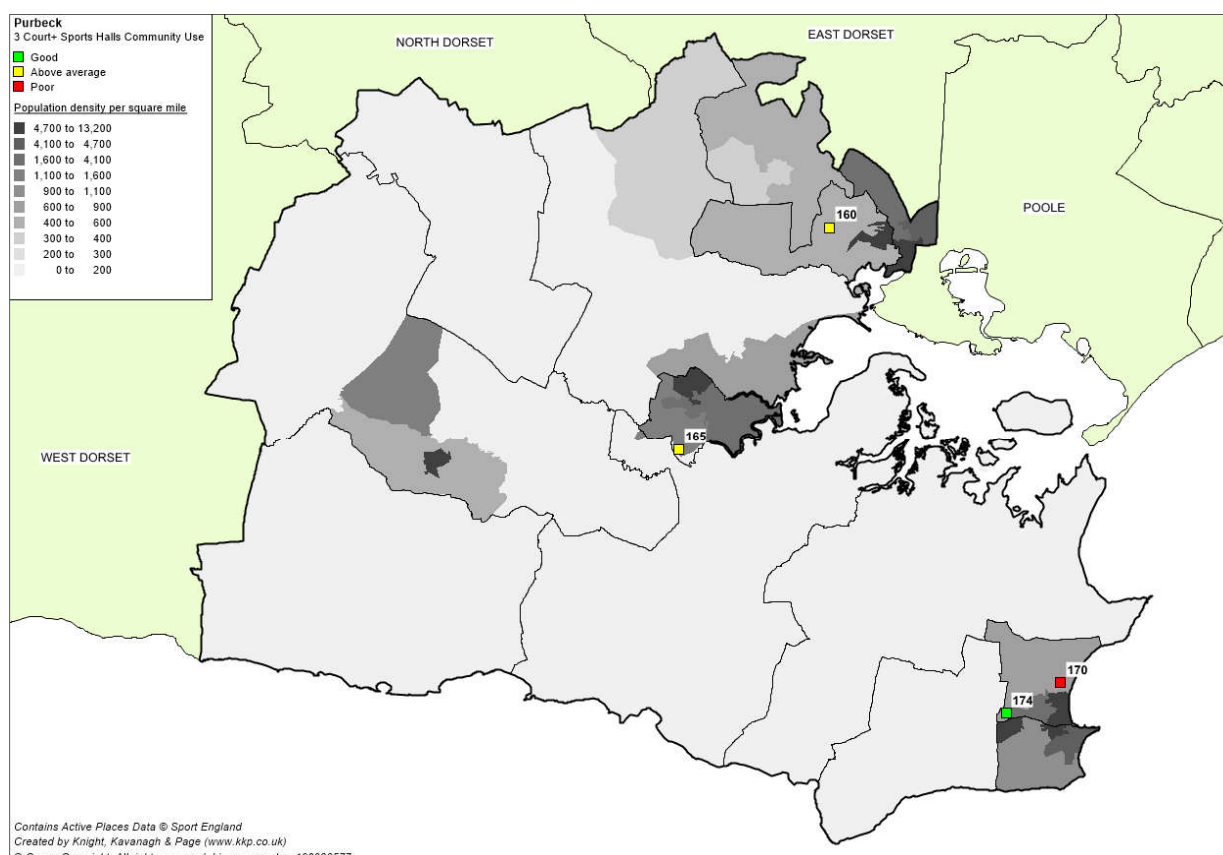 Purbeck
3 Court+ Sports Halls Community Use
Good
Above average
Poor
Population density per square mile
4,700 to 13,200
4,100 to 4,700
1,600 to 4,100
1,100 to 1,600
900 to 1,100
600 to 900
400 to 600
300 to 400
200 to 300
0 to 200
NORTH DORSET
EAST DORSET
POOLE
WEST DORSET
160
165
170
174
Contains Active Places Data © Sport England
Created by Knight, Kavanagh & Page (www.kkp.co.uk)